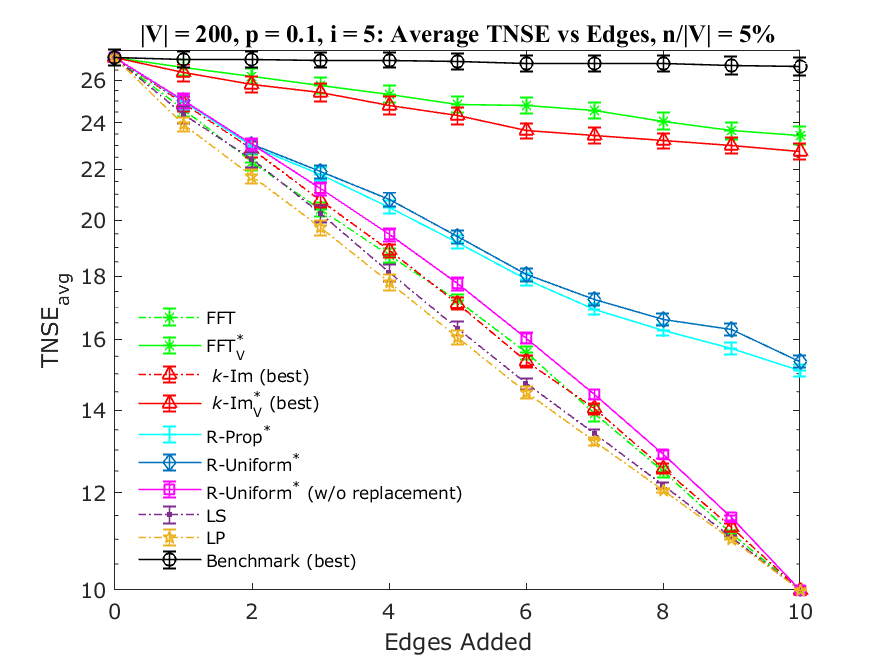 |V| = 200, p = 0.1, i = 5: Average TNSE vs Edges, n/|V| = 5%
TNSE_avg
26
24
22
20
18
16
14
12
10
FFT
FFT*_V
k-Im (best)
k-Im*_V (best)
R-Prop*
R-Uniform*
R-Uniform* (w/o replacement)
LS
LP
Benchmark (best)
0 2 4 6 8 10
Edges Added